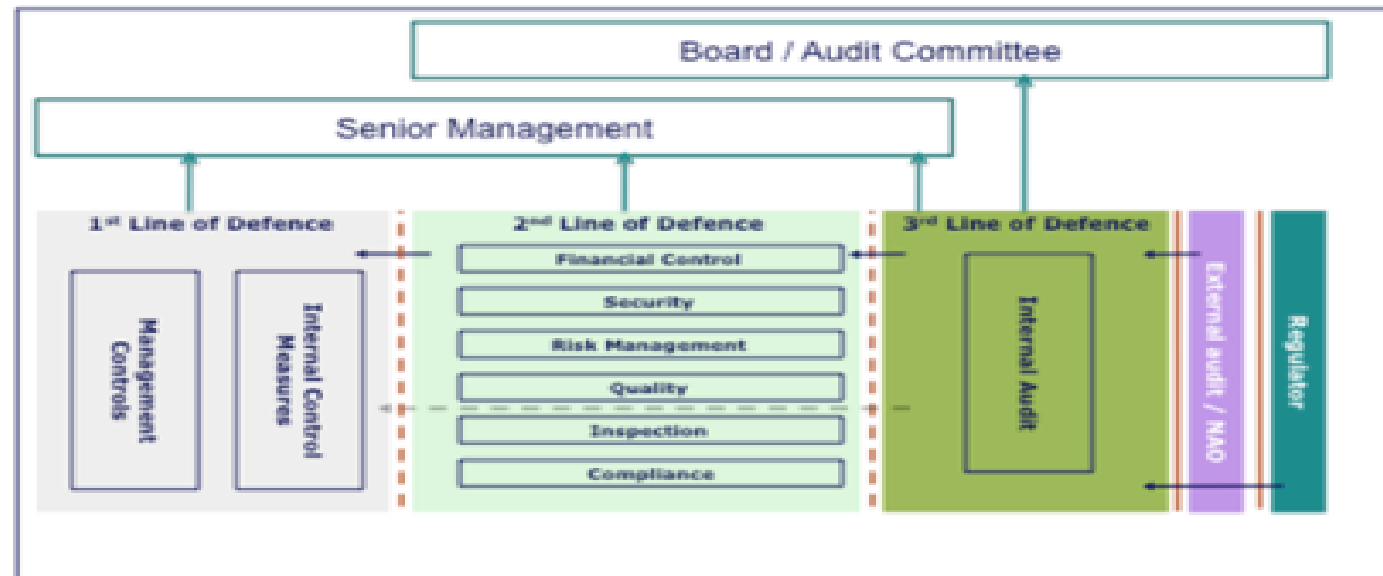 Board / Audit Committee
Senior Management
1st Line of Defence
Management
Controls
Internal Control
Measures
2nd Line of Defence
Financial Control
Security
Risk Management
Quality
Inspection
Compliance
3rd Line of Defence
Internal Audit
External audit / NAO
Regulator